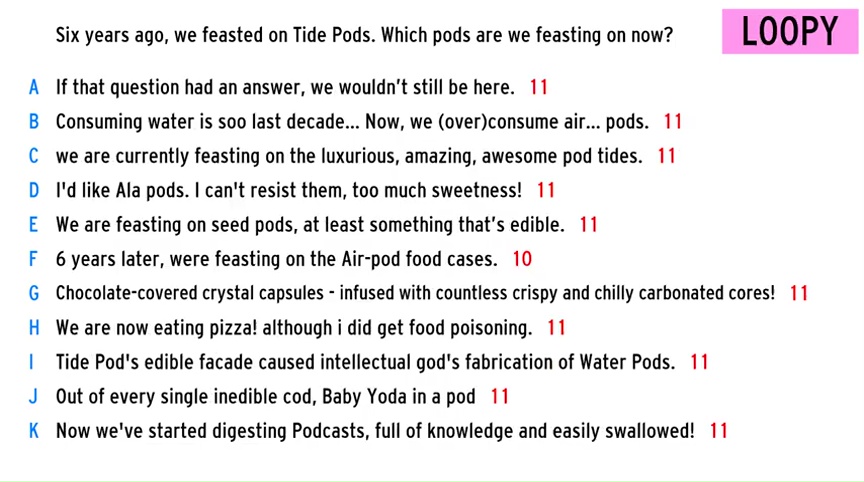 Six years ago, we feasted on Tide Pods. Which pods are we feasting on now?
LOOPY
A If that question had an answer, we wouldn't still be here. 11
B Consuming water is soo last decade... Now, we (over)consume air... pods. 11
C we are currently feasting on the luxurious, amazing, awesome pod tides. 11
D I'd like Ala pods. I can't resist them, too much sweetness! 11
E We are feasting on seed pods, at least something that's edible. 11
F 6 years later, were feasting on the Air-pod food cases. 10
G Chocolate-covered crystal capsules - infused with countless crispy and chilly carbonated cores! 11
H We are now eating pizza! although i did get food poisoning. 11
I Tide Pod's edible facade caused intellectual god's fabrication of Water Pods. 11
J Out of every single inedible cod, Baby Yoda in a pod 11
K Now we've started digesting Podcasts, full of knowledge and easily swallowed! 11